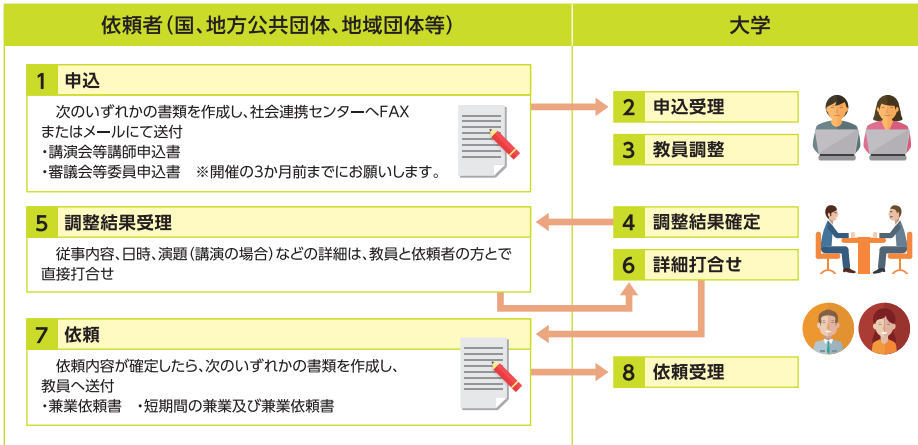 依頼者（国、地方公共団体、地域団体等）
大学
1 申込
次のいずれかの書類を作成し、社会連携センターへFAX
またはメールにて送付
・講演会等講師申込書
・審議会等委員申込書　※開催の3か月前までにお願いします。
2 申込受理
3 教員調整
4 調整結果確定
5 調整結果受理
従事内容、日時、演題（講演の場合）などの詳細は、教員と依頼者の方とで
直接打合せ
6 詳細打合せ
7 依頼
依頼内容が確定したら、次のいずれかの書類を作成し、
教員へ送付
・兼業依頼書　・短期間の兼業及び兼業依頼書
8 依頼受理